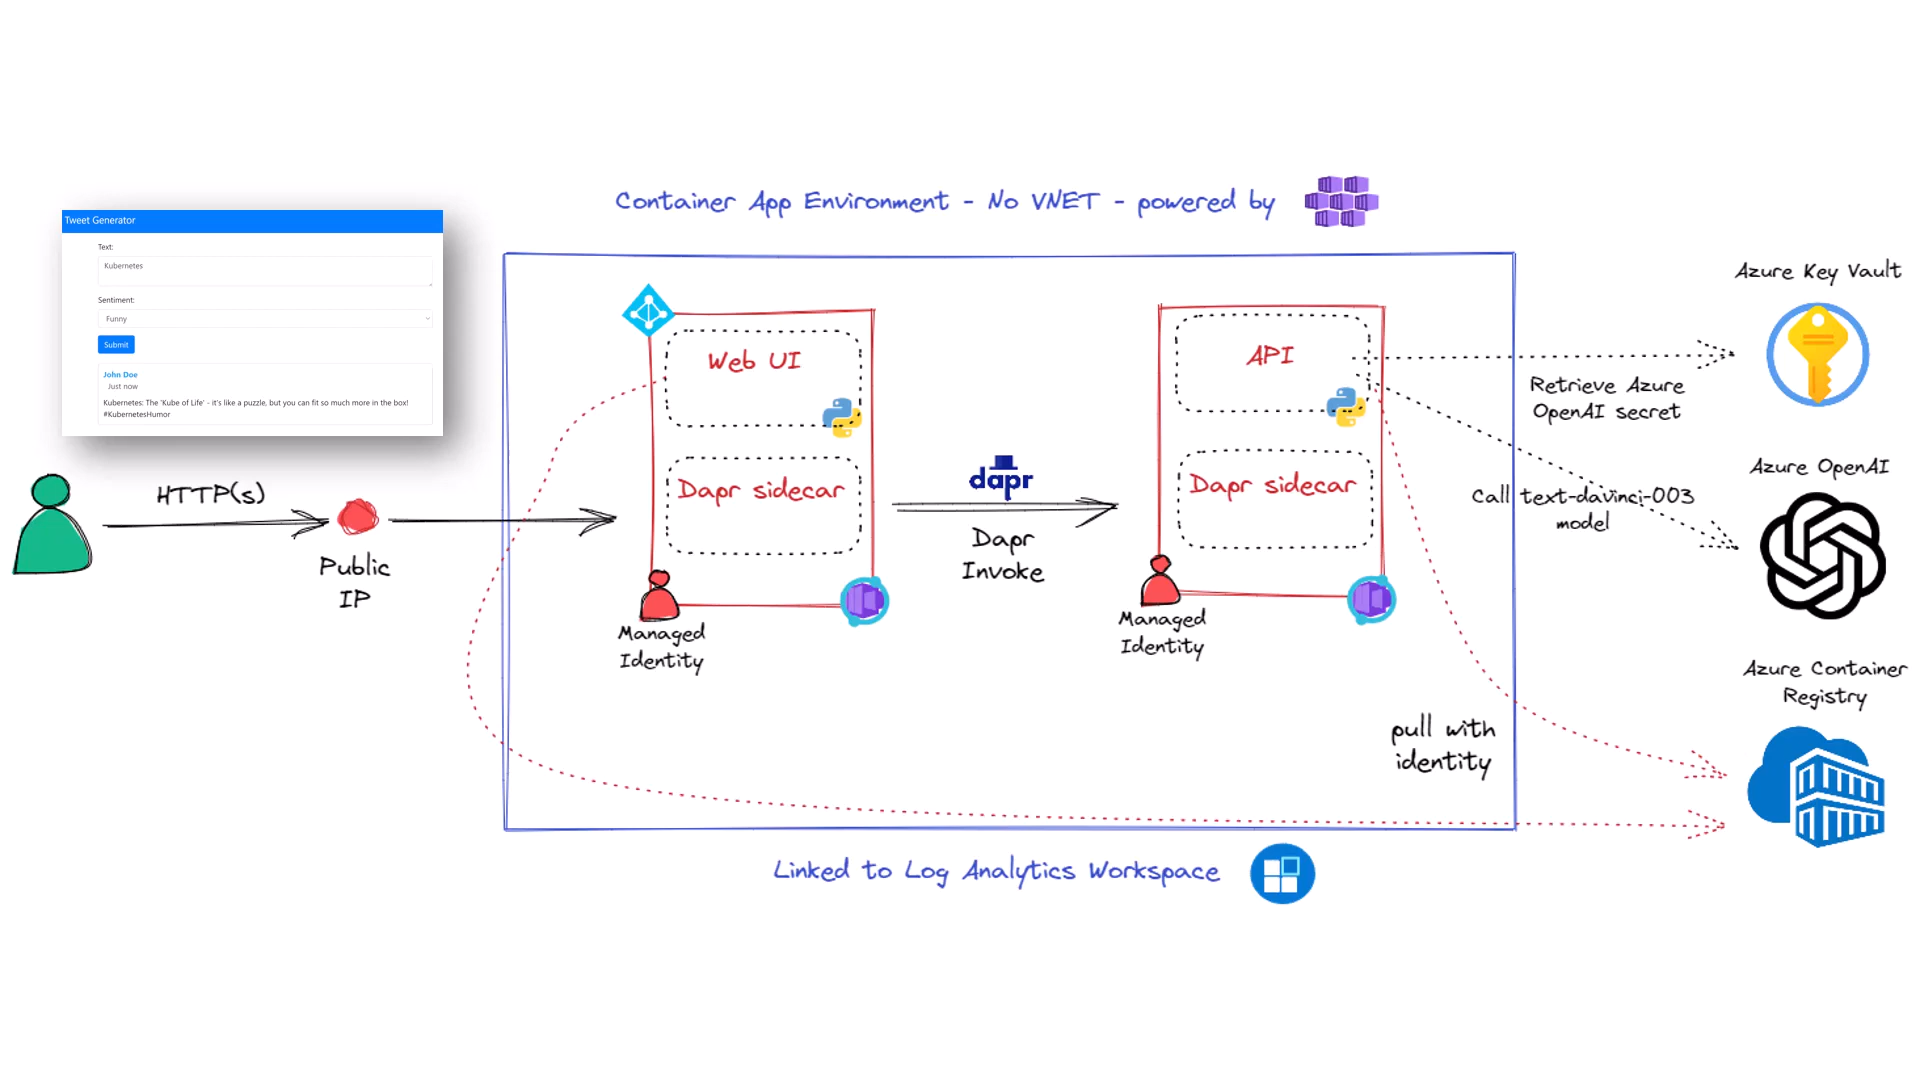 Container App Environment - No VNET - powered by
Tweet Generator
Text:
Kubernetes
Sentiment:
Funny
Submit
John Doe
Just now
Kubernetes: The 'Kube of Life' - it's like a puzzle, but you can fit so much more in the box!
#KubernetesHumor
HTTP(s)
Public
IP
Web UI
Dapr sidecar
Managed
Identity
dapr
Dapr
Invoke
API
Dapr sidecar
Managed
Identity
Azure Key Vault
Retrieve Azure
OpenAI secret
Azure OpenAI
Call text-davinci-003
model
Azure Container
Registry
pull with
identity
Linked to Log Analytics Workspace